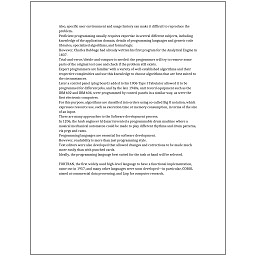 Also, specific user environment and usage history can make it difficult to reproduce the
problem.
Proficient programming usually requires expertise in several different subjects, including
knowledge of the application domain, details of programming languages and generic code
libraries, specialized algorithms, and formal logic.
However, Charles Babbage had already written his first program for the Analytical Engine in
1837.
Trial-and-error/divide-and-conquer is needed: the programmer will try to remove some
parts of the original test case and check if the problem still exists.
Expert programmers are familiar with a variety of well-established algorithms and their
respective complexities and use this knowledge to choose algorithms that are best suited to
the circumstances.
Later a control panel (plug board) added to his 1906 Type I Tabulator allowed it to be
programmed for different jobs, and by the late 1940s, unit record equipment such as the
IBM 602 and IBM 604, were programmed by control panels in a similar way, as were the
first electronic computers.
For this purpose, algorithms are classified into orders using so-called Big O notation, which
expresses resource use, such as execution time or memory consumption, in terms of the size
of an input.
There are many approaches to the Software development process.
In 1206, the Arab engineer Al-Jazari invented a programmable drum machine where a
musical mechanical automaton could be made to play different rhythms and drum patterns,
via pegs and cams.
Programming languages are essential for software development.
However, readability is more than just programming style.
Text editors were also developed that allowed changes and corrections to be made much
more easily than with punched cards.
Ideally, the programming language best suited for the task at hand will be selected.
FORTRAN, the first widely used high-level language to have a functional implementation,
came out in 1957, and many other languages were soon developed—in particular, COBOL
aimed at commercial data processing, and Lisp for computer research.